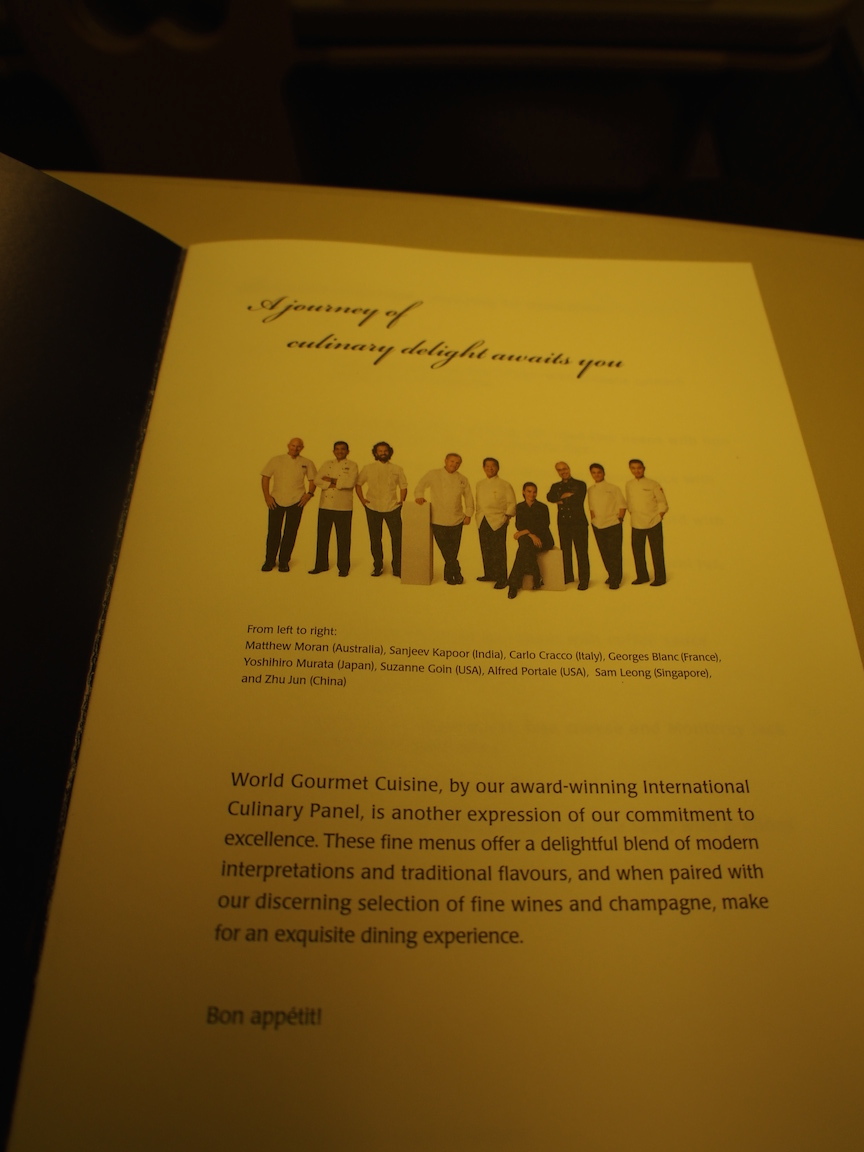 A journey of
culinary delight awaits you
From left to right:
Matthew Moran (Australia), Sanjeev Kapoor (India), Carlo Cracco (Italy), Georges Blanc (France),
Yoshihiro Murata (Japan), Suzanne Goin (USA), Alfred Portale (USA), Sam Leong (Singapore),
and Zhu Jun (China)
World Gourmet Cuisine, by our award-winning International
Culinary Panel, is another expression of our commitment to
excellence. These fine menus offer a delightful blend of modern
interpretations and traditional flavours, and when paired with
our discerning selection of fine wines and champagne, make
for an exquisite dining experience.
Bon appétit!